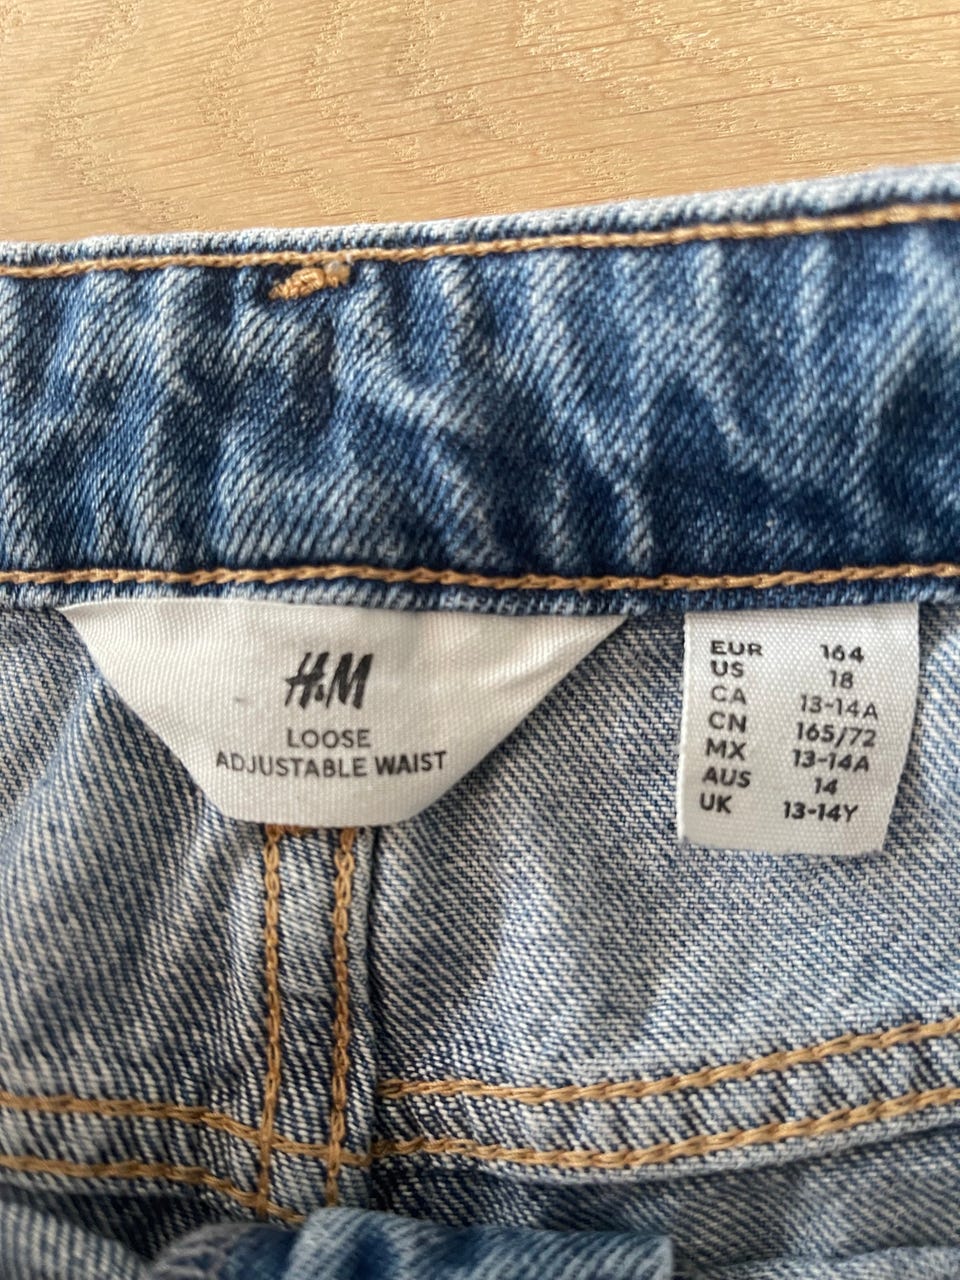 H&M
LOOSE
ADJUSTABLE WAIST
EUR 164
US 18
CA 13-14A
CN 165/72
MX 13-14A
AUS 14
UK 13-14Y